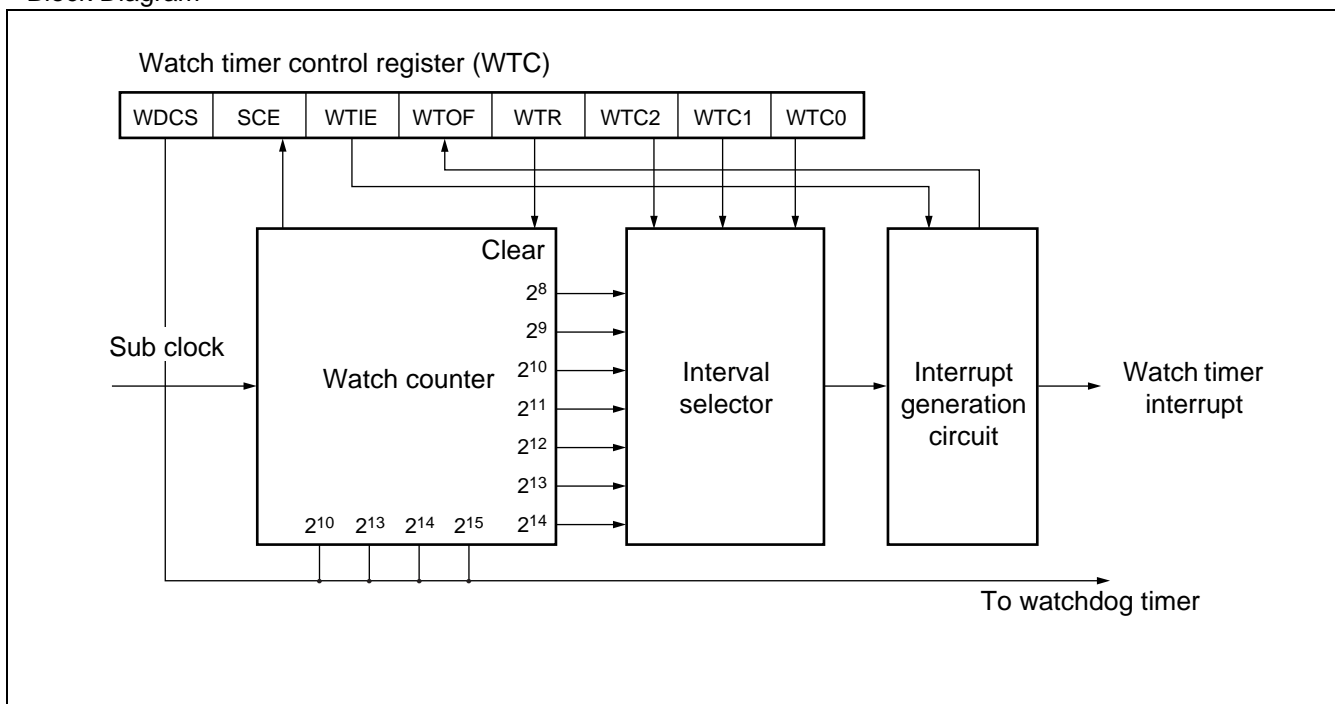 Block Diagram
Watch timer control register (WTC)
WDCS SCE WTIE WTOF WTR WTC2 WTC1 WTC0
Clear
2⁸
2⁹
Sub clock
Watch counter
2¹⁰
2¹¹
2¹²
2¹³
2¹⁴
2¹⁰ 2¹³ 2¹⁴ 2¹⁵
Interval
selector
Interrupt
generation
circuit
Watch timer
interrupt
To watchdog timer